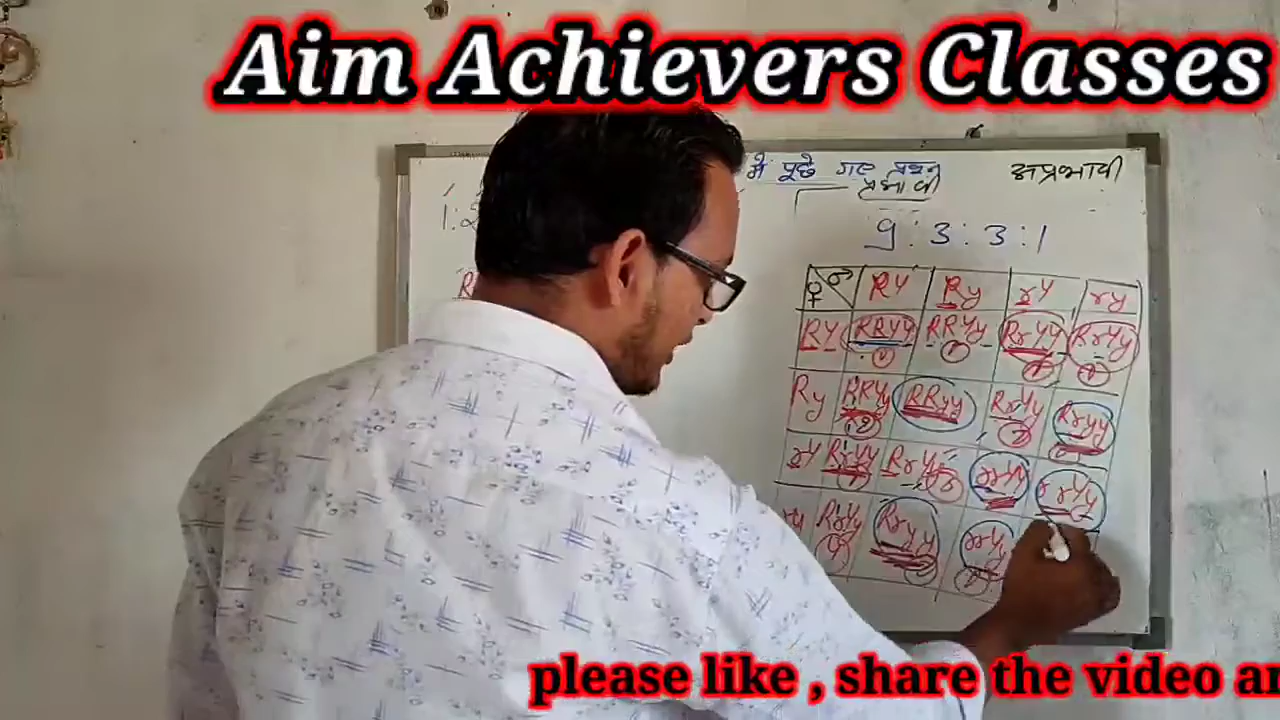 Aim Achievers Classes
में पूछे गए प्रश्न
प्रभावी
अप्रभावी
9 : 3 : 3 : 1
♀ ♂ RY Ry rY ry
RY RRYY RRYy RrYY RrYy
Ry RRYy RRyy RrYy Rryy
rY RrYY RrYy rrYY rrYy
ry RrYy Rryy rrYy
please like , share the video an